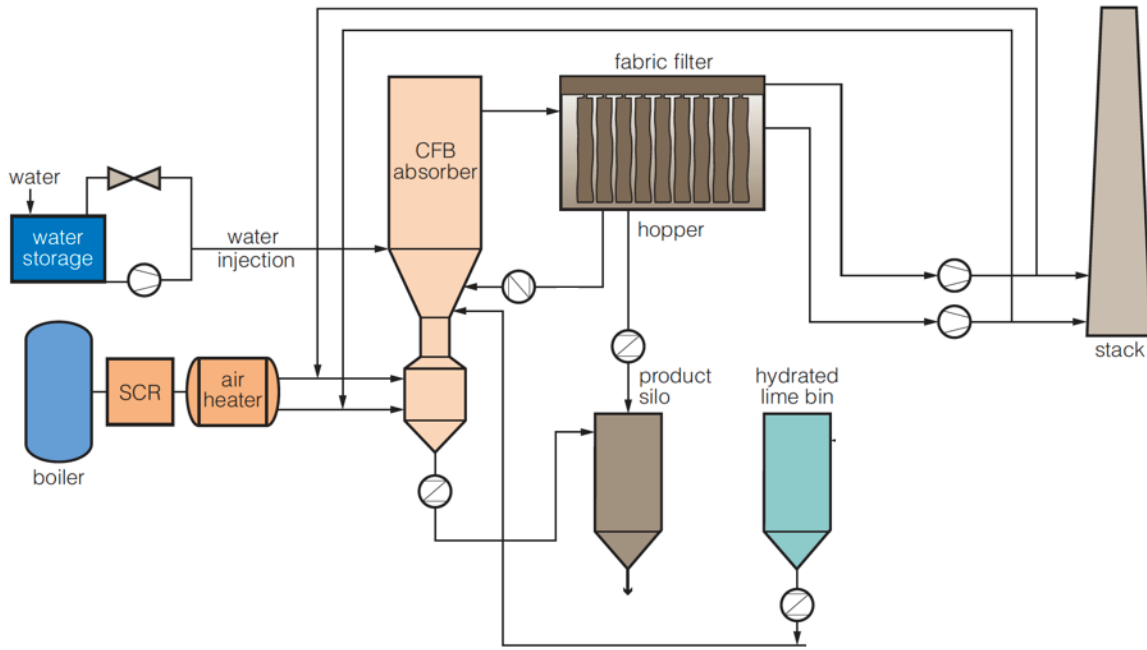 fabric filter
CFB
absorber
water
water
storage
water
injection
hopper
SCR
air
heater
boiler
product
silo
hydrated
lime bin
stack